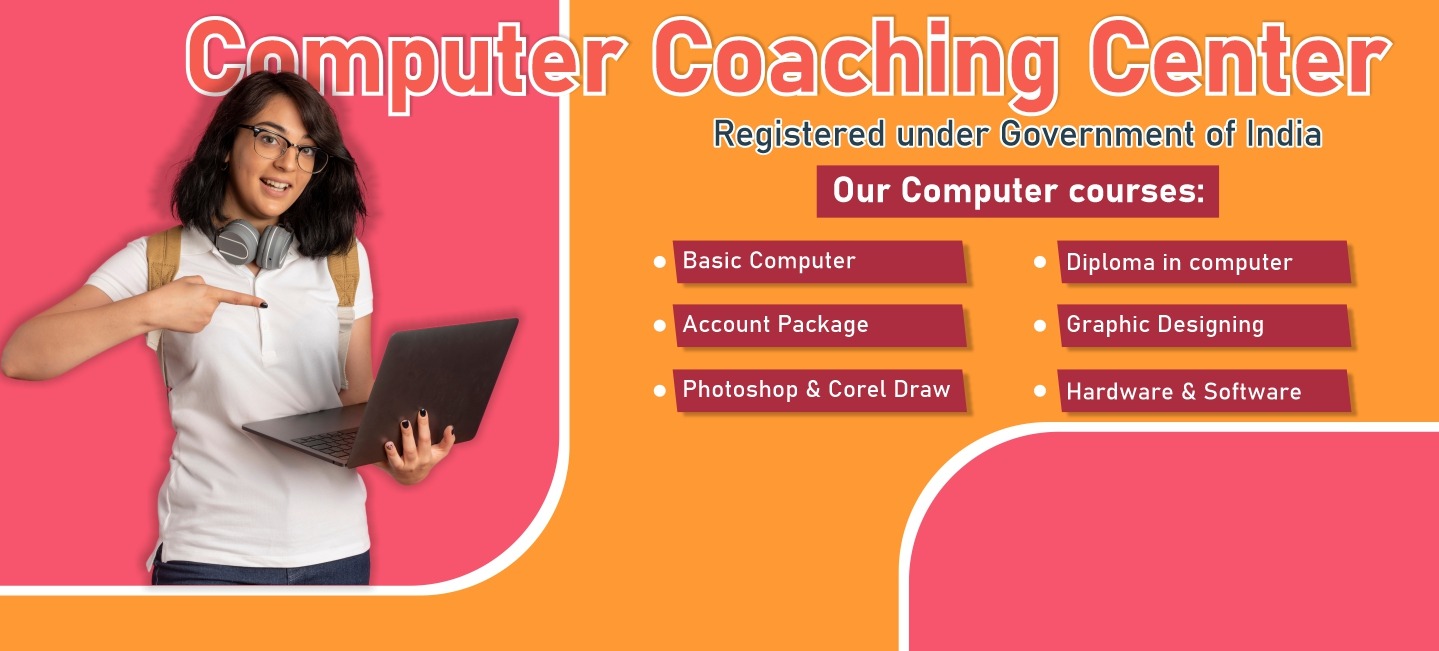 Computer Coaching Center
Registered under Government of India
Our Computer courses:
Basic Computer
Account Package
Photoshop & Corel Draw
Diploma in computer
Graphic Designing
Hardware & Software